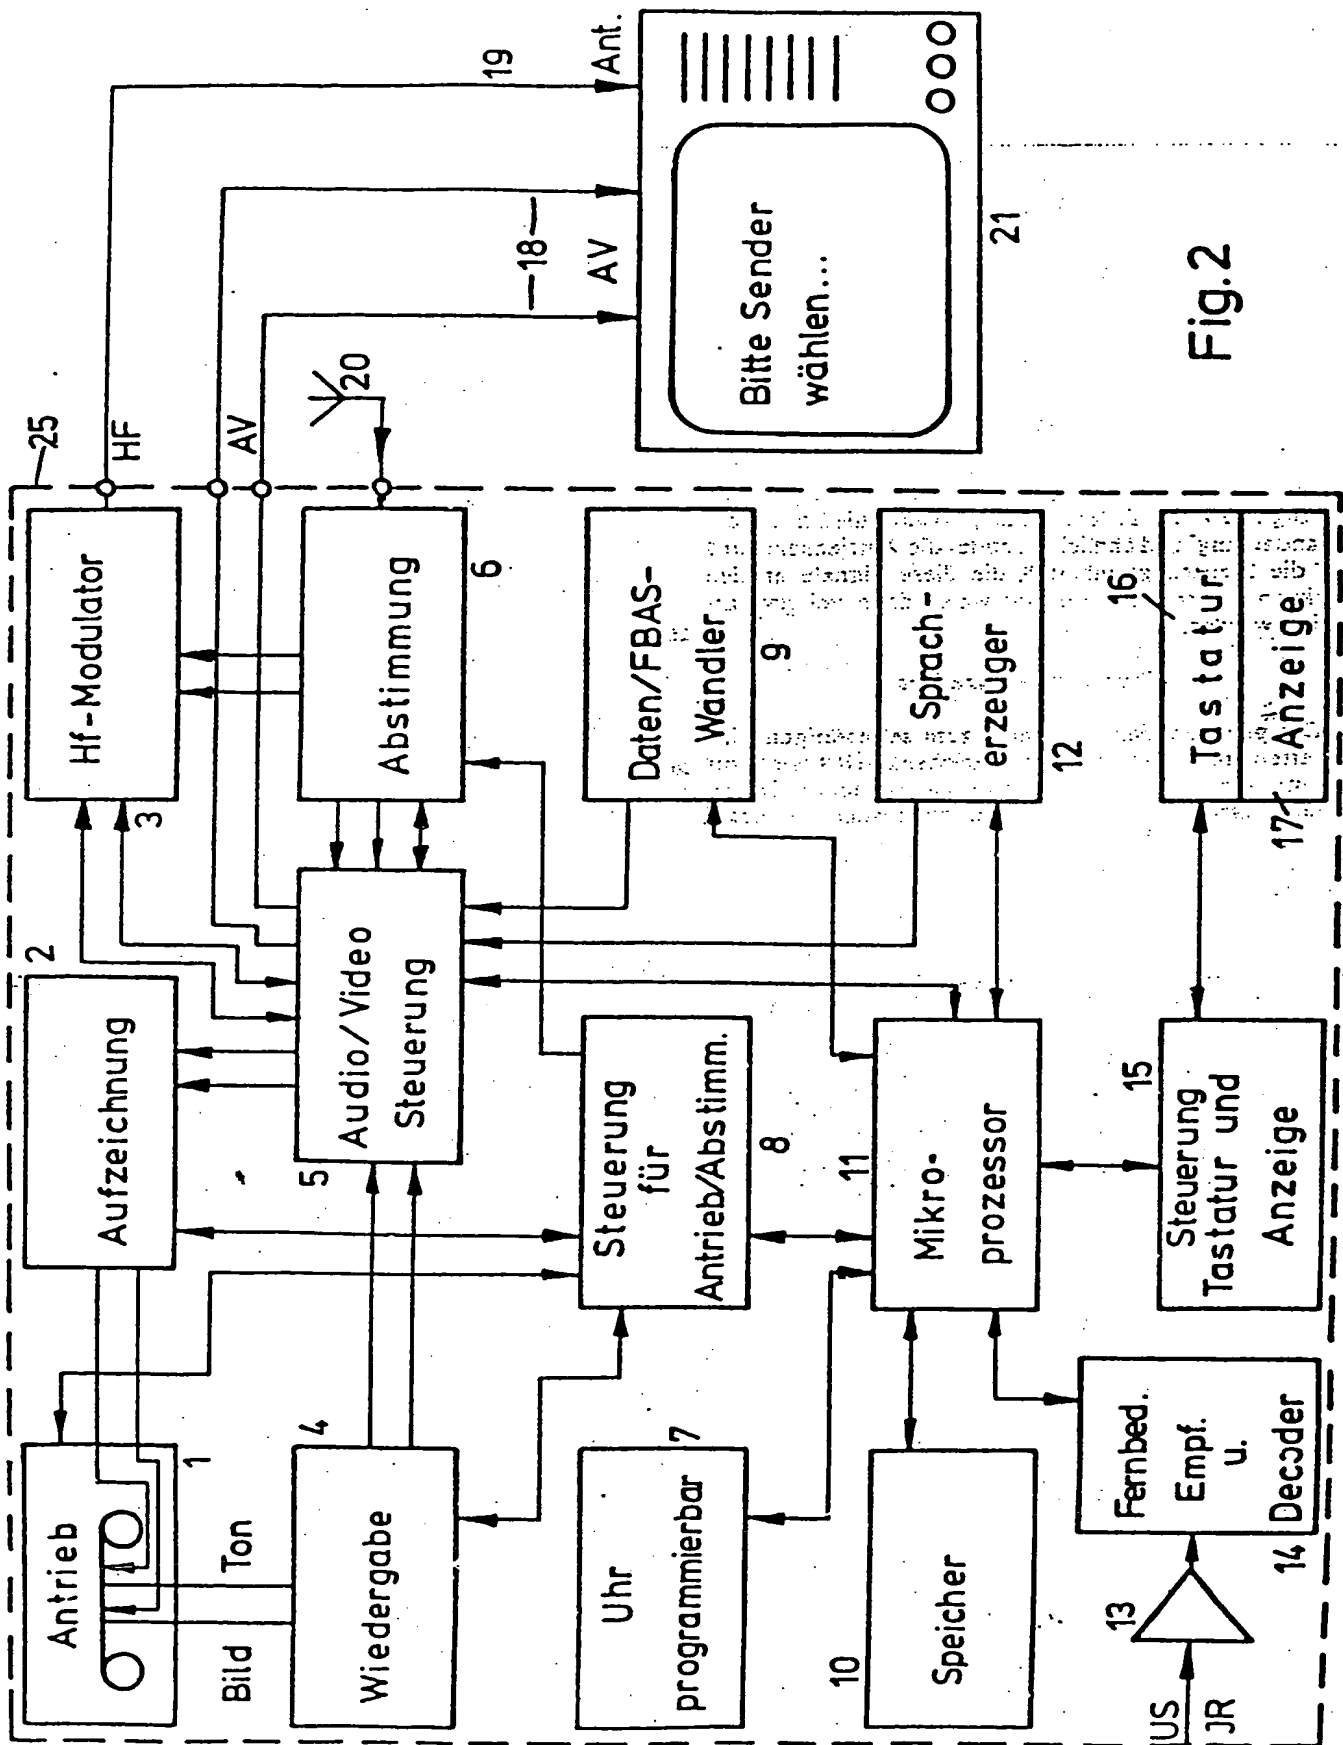 Antrieb
1
Aufzeichnung
2
Hf-Modulator
3
25
HF
19
Ant.
Bild
Ton
Wiedergabe
4
Audio/Video
Steuerung
5
Abstimmung
6
AV
20
18
AV
Bitte Sender
wählen...
21
Uhr
programmierbar
7
Steuerung
für
Antrieb/Abstimm.
8
Daten/FBAS-
Wandler
9
Speicher
10
Mikro-
prozessor
11
Sprach-
erzeuger
12
US
JR
13
Fernbed.
Empf.
u.
Decoder
14
Steuerung
Tastatur und
Anzeige
15
Tastatur
16
Anzeige
17
Fig.2